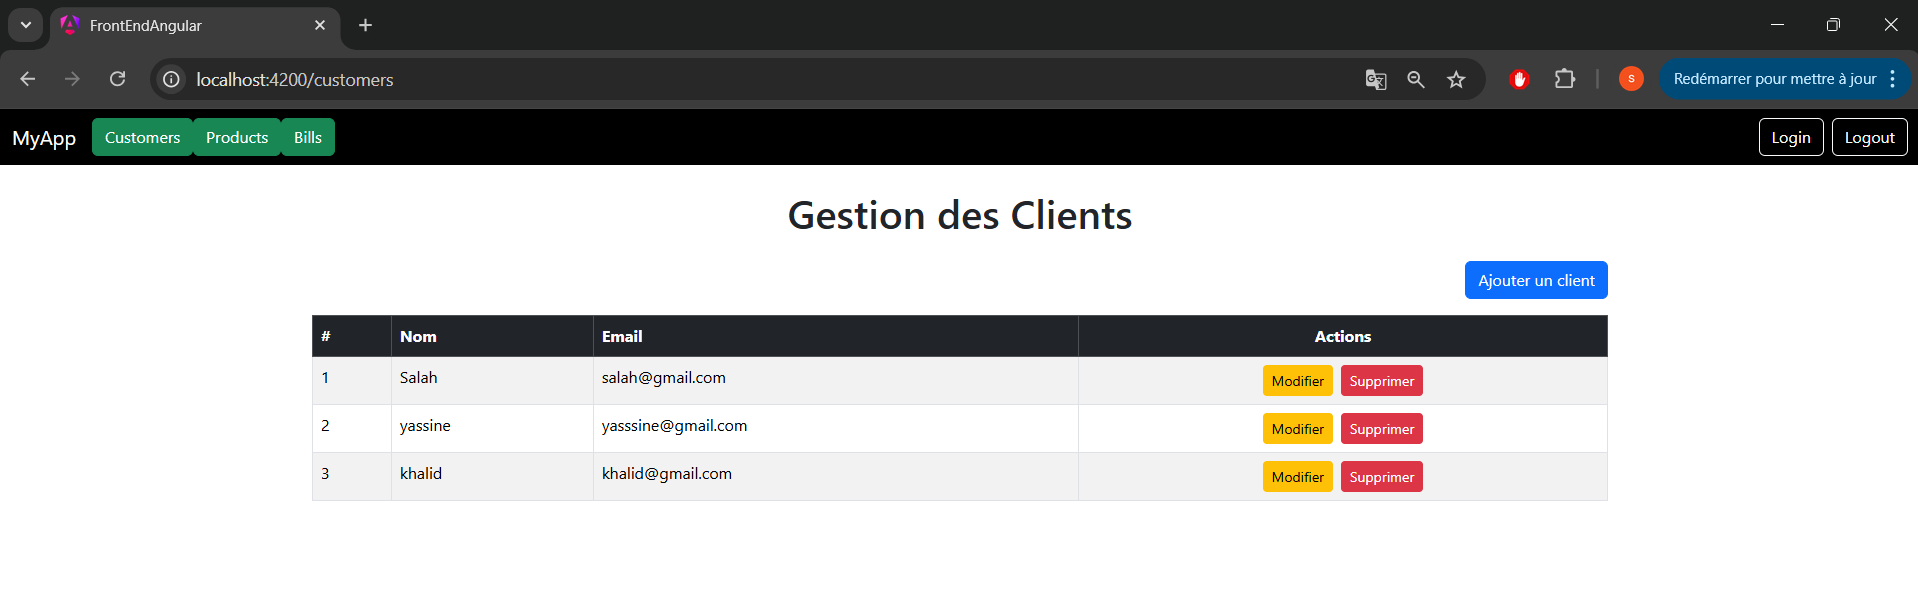 FrontEndAngular
localhost:4200/customers
S
Redémarrer pour mettre à jour
MyApp Customers Products Bills Login Logout
Gestion des Clients
Ajouter un client
# Nom Email Actions
1 Salah salah@gmail.com Modifier Supprimer
2 yassine yasssine@gmail.com Modifier Supprimer
3 khalid khalid@gmail.com Modifier Supprimer